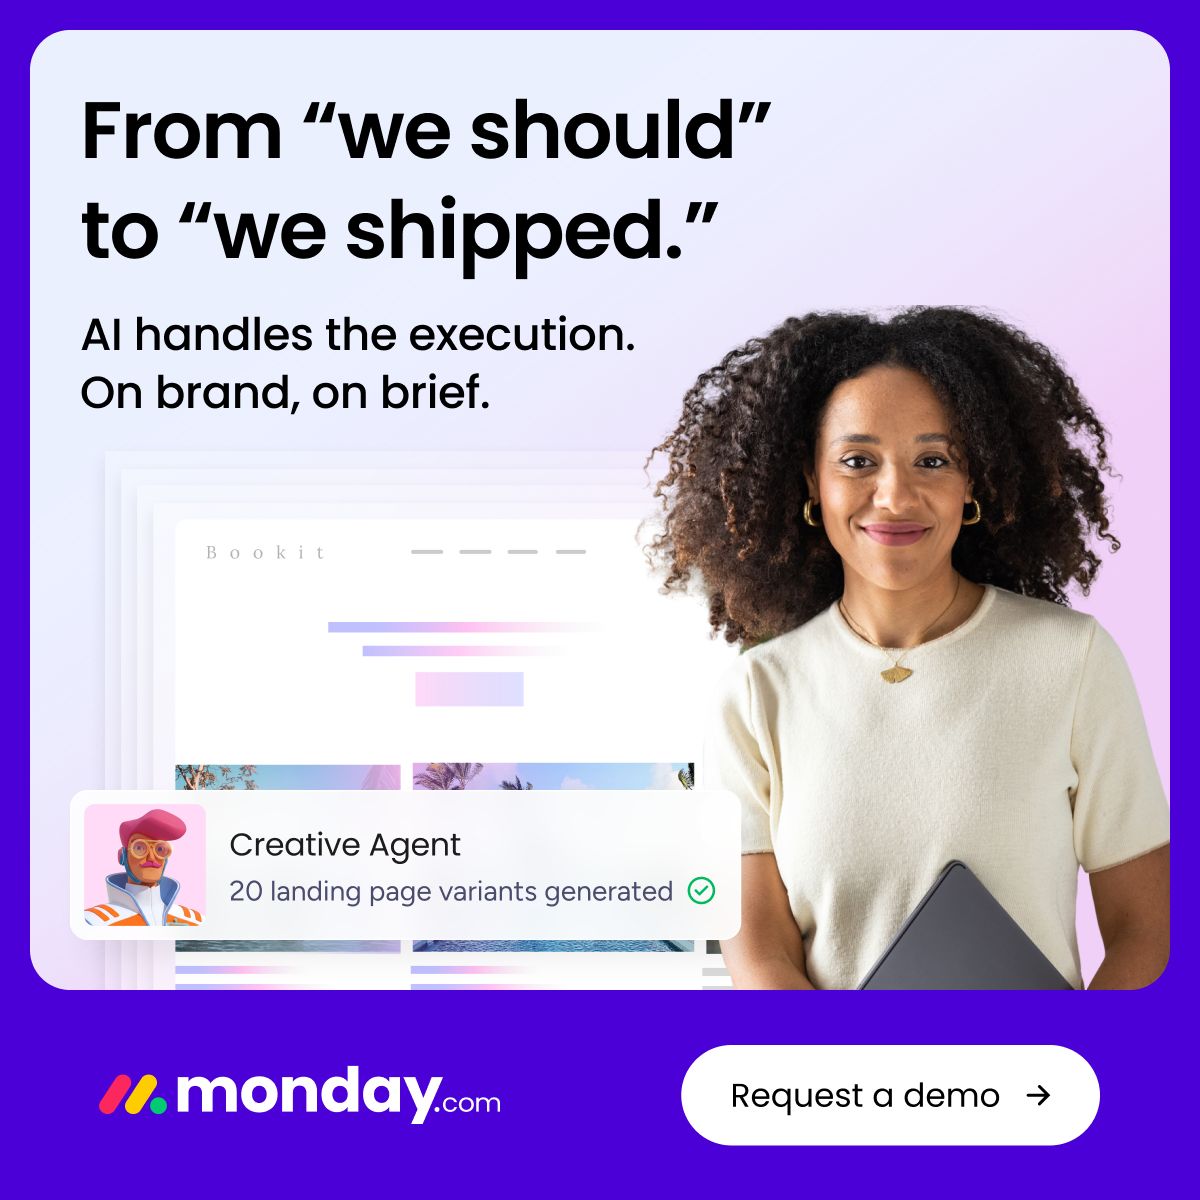 From “we should”
to “we shipped.”
AI handles the execution.
On brand, on brief.
Bookit
Creative Agent
20 landing page variants generated
monday.com
Request a demo